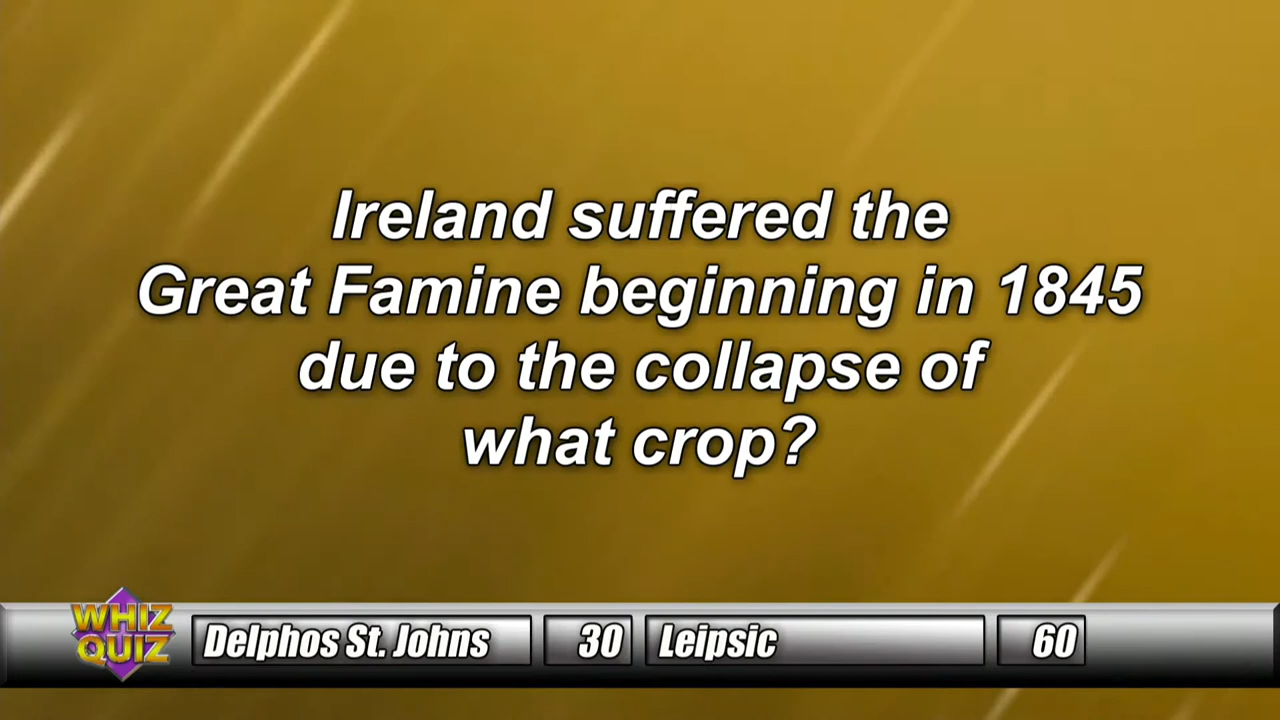 Ireland suffered the
Great Famine beginning in 1845
due to the collapse of
what crop?
WHIZ
QUIZ
Delphos St. Johns 30 Leipsic 60